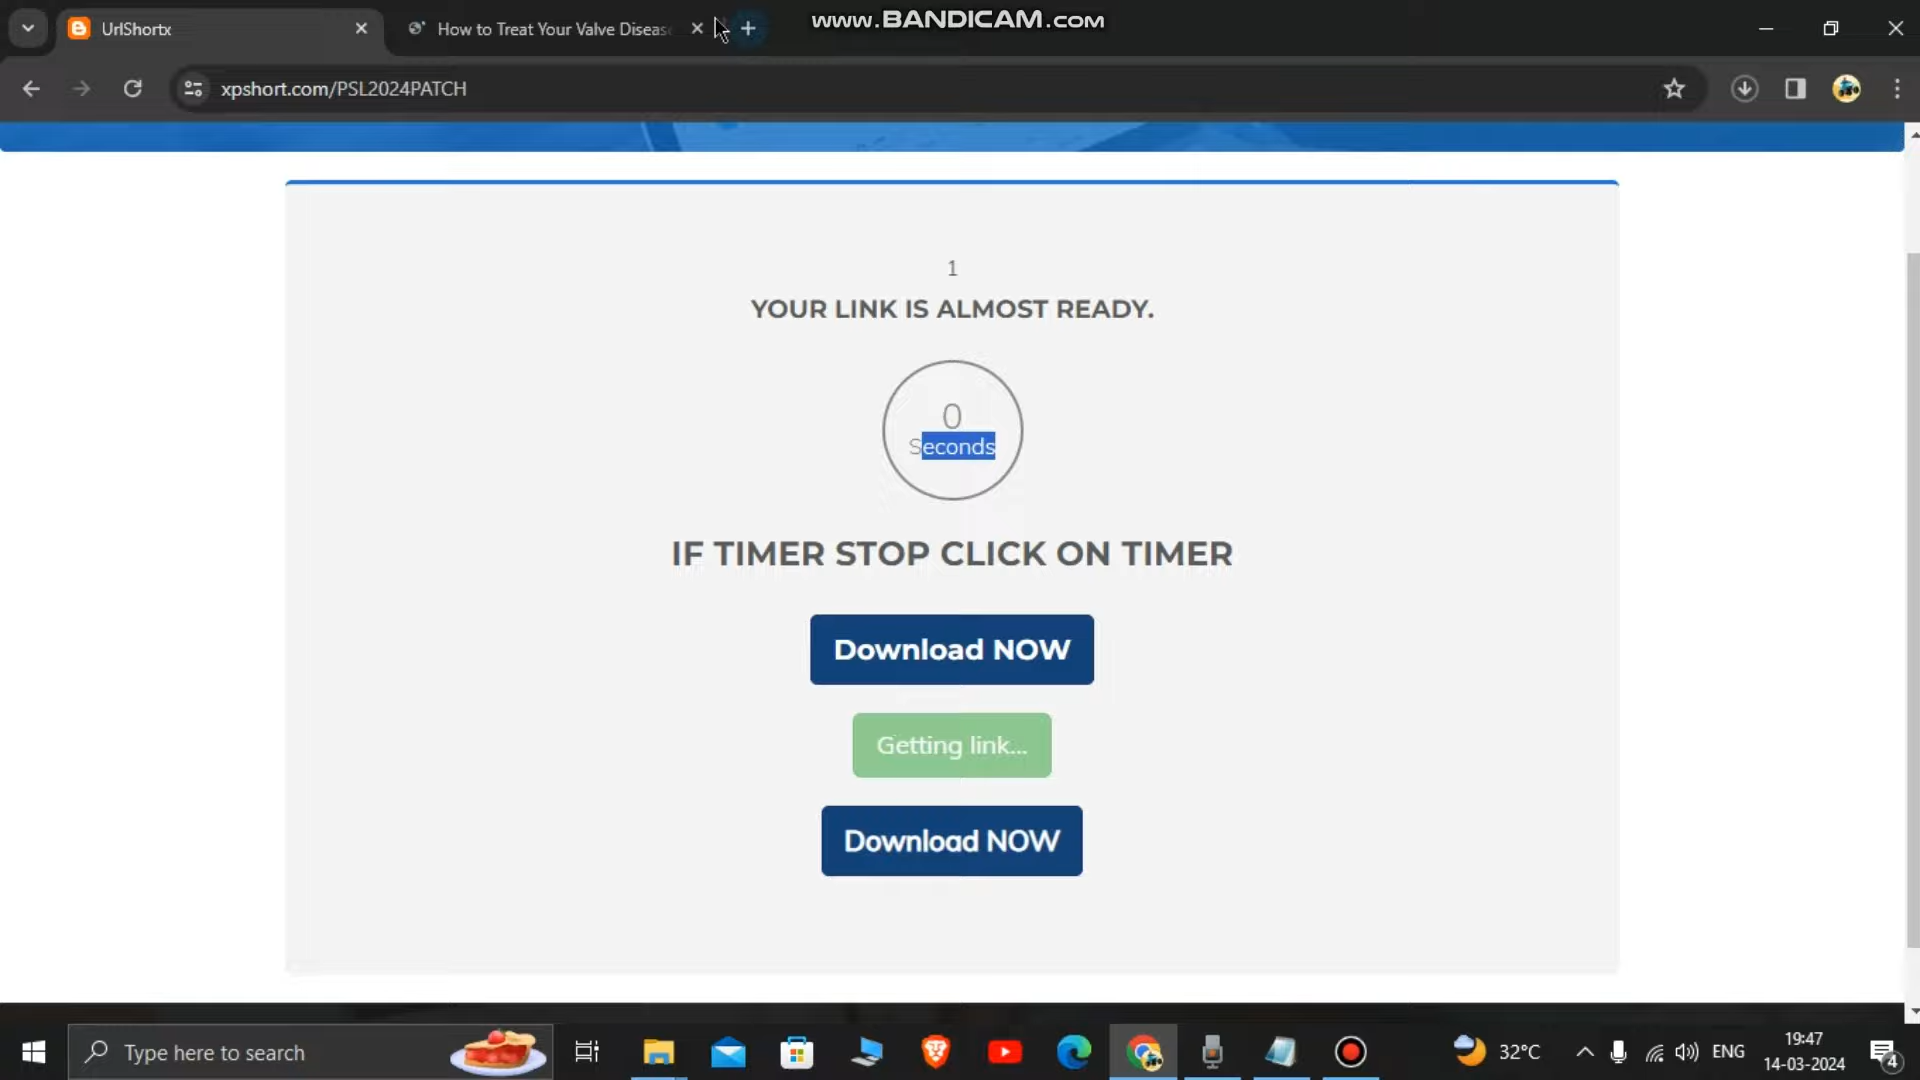 UrlShortx
How to Treat Your Valve Diseas
www.BANDICAM.com
xpshort.com/PSL2024PATCH
1
YOUR LINK IS ALMOST READY.
0
Seconds
IF TIMER STOP CLICK ON TIMER
Download NOW
Getting link...
Download NOW
Type here to search
32°C
ENG
19:47
14-03-2024
4